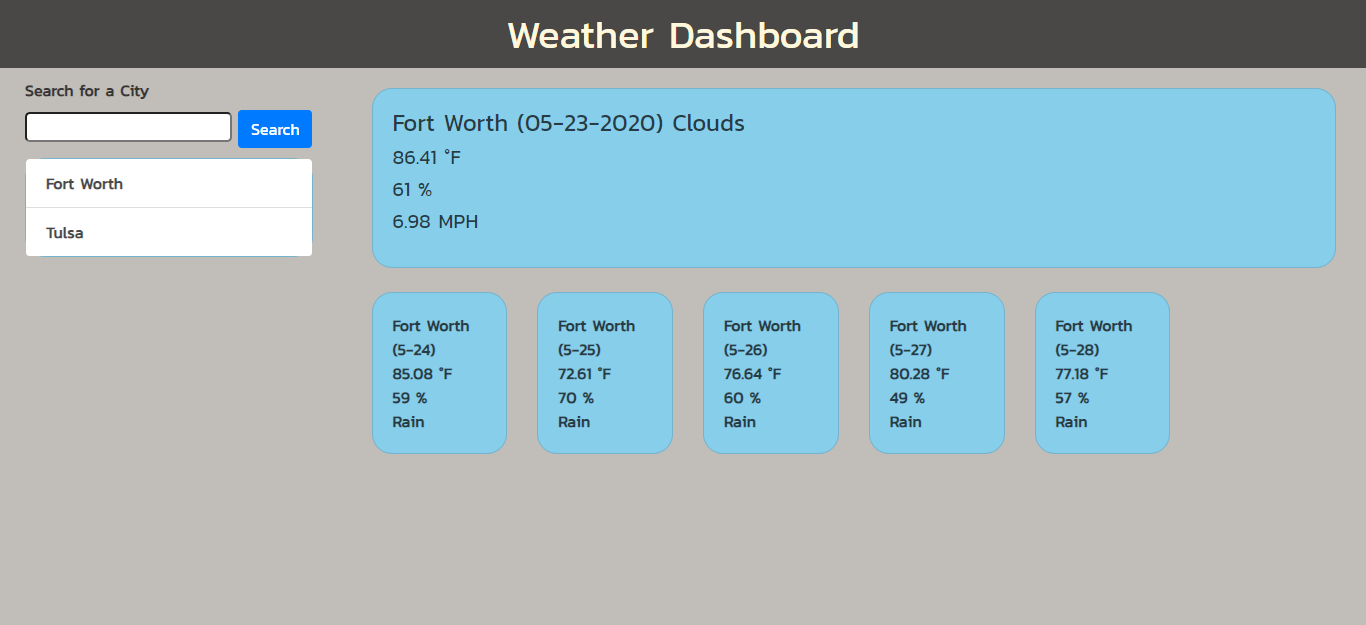 Weather Dashboard
Search for a City
Search
Fort Worth
Tulsa
Fort Worth (05-23-2020) Clouds
86.41 °F
61 %
6.98 MPH
Fort Worth
(5-24)
85.08 °F
59 %
Rain
Fort Worth
(5-25)
72.61 °F
70 %
Rain
Fort Worth
(5-26)
76.64 °F
60 %
Rain
Fort Worth
(5-27)
80.28 °F
49 %
Rain
Fort Worth
(5-28)
77.18 °F
57 %
Rain